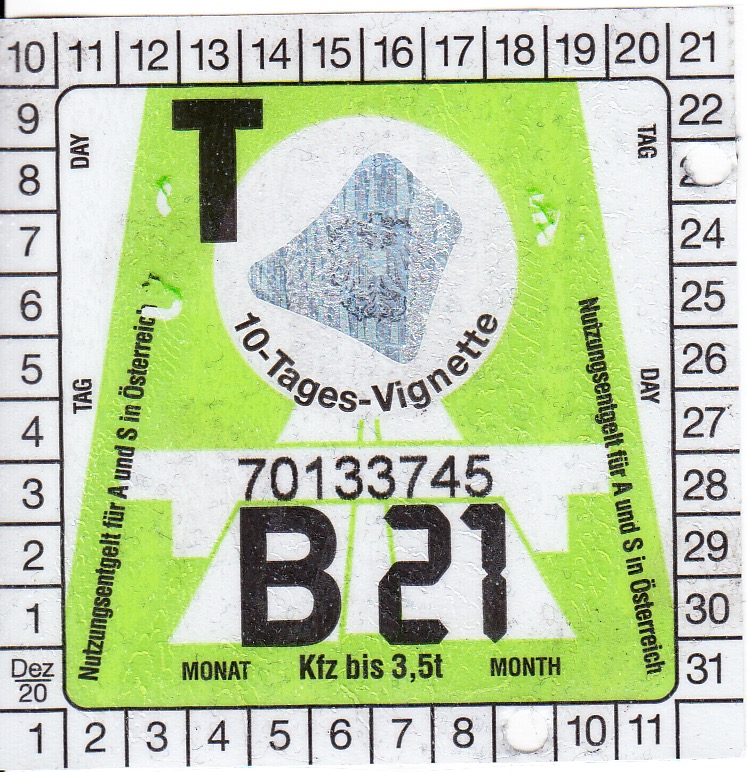 10 11 12 13 14 15 16 17 18 19 20 21
9 22
DAY T TAG
8
7 24
6 25
5 26
4 27
3 28
2 29
1 30
Dez 20 31
1 2 3 4 5 6 7 8 10 11
10-Tages-Vignette
TAG DAY
Nutzungsentgelt für A und S in Österreich
Nutzungsentgelt für A und S in Österreich
70133745
B 21
MONAT Kfz bis 3,5t MONTH